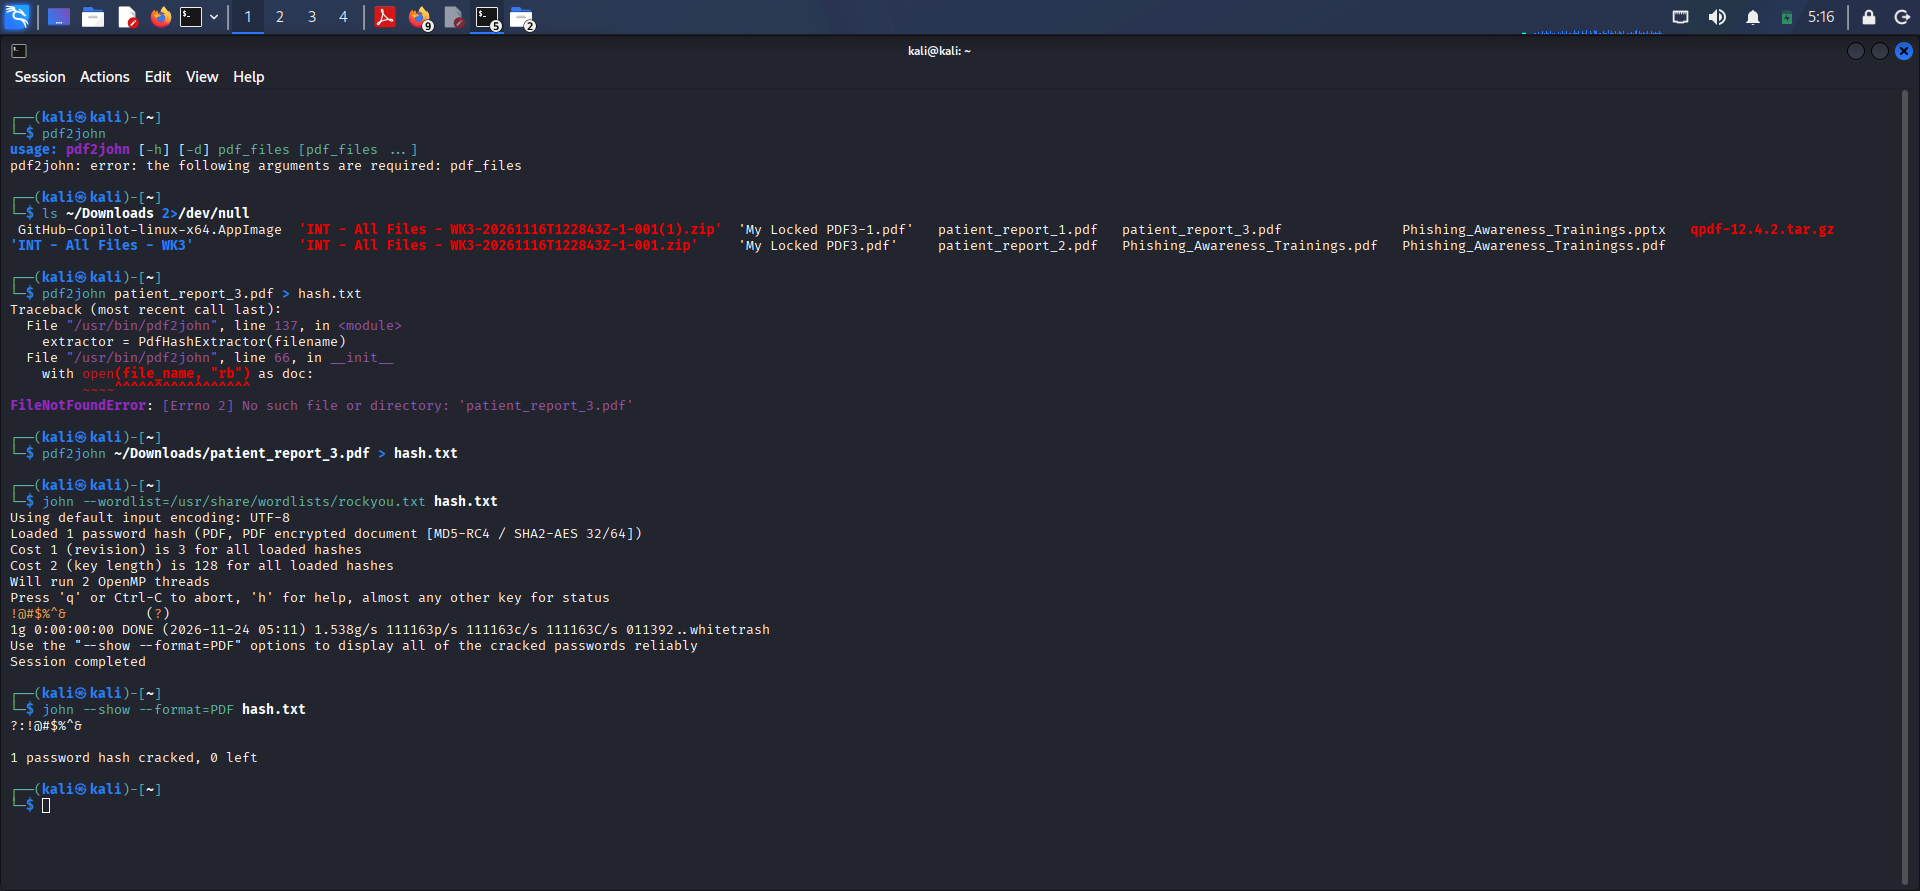 1 2 3 4 9 5 2 5:16
kali@kali: ~
Session Actions Edit View Help
┌──(kali㉿kali)-[~]
└─$ pdf2john
usage: pdf2john [-h] [-d] pdf_files [pdf_files ...]
pdf2john: error: the following arguments are required: pdf_files
┌──(kali㉿kali)-[~]
└─$ ls ~/Downloads 2>/dev/null
GitHub-Copilot-linux-x64.AppImage 'INT - All Files - WK3-20261116T122843Z-1-001(1).zip' 'My Locked PDF3-1.pdf' patient_report_1.pdf patient_report_3.pdf Phishing_Awareness_Trainings.pptx qpdf-12.4.2.tar.gz
'INT - All Files - WK3' 'INT - All Files - WK3-20261116T122843Z-1-001.zip' 'My Locked PDF3.pdf' patient_report_2.pdf Phishing_Awareness_Trainings.pdf Phishing_Awareness_Trainingss.pdf
┌──(kali㉿kali)-[~]
└─$ pdf2john patient_report_3.pdf > hash.txt
Traceback (most recent call last):
File "/usr/bin/pdf2john", line 137, in <module>
extractor = PdfHashExtractor(filename)
File "/usr/bin/pdf2john", line 66, in __init__
with open(file_name, "rb") as doc:
~~~~^^^^^^^^^^^^^^^^^
FileNotFoundError: [Errno 2] No such file or directory: 'patient_report_3.pdf'
┌──(kali㉿kali)-[~]
└─$ pdf2john ~/Downloads/patient_report_3.pdf > hash.txt
┌──(kali㉿kali)-[~]
└─$ john --wordlist=/usr/share/wordlists/rockyou.txt hash.txt
Using default input encoding: UTF-8
Loaded 1 password hash (PDF, PDF encrypted document [MD5-RC4 / SHA2-AES 32/64])
Cost 1 (revision) is 3 for all loaded hashes
Cost 2 (key length) is 128 for all loaded hashes
Will run 2 OpenMP threads
Press 'q' or Ctrl-C to abort, 'h' for help, almost any other key for status
!@#$%^& (?)
1g 0:00:00:00 DONE (2026-11-24 05:11) 1.538g/s 111163p/s 111163c/s 111163C/s 011392..whitetrash
Use the "--show --format=PDF" options to display all of the cracked passwords reliably
Session completed
┌──(kali㉿kali)-[~]
└─$ john --show --format=PDF hash.txt
?:!@#$%^&
1 password hash cracked, 0 left
┌──(kali㉿kali)-[~]
└─$